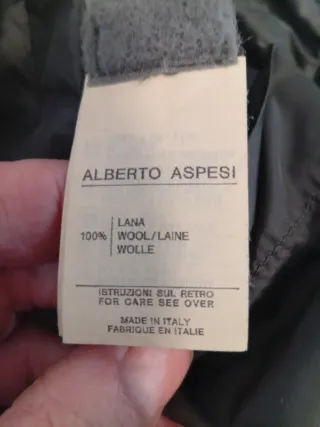 ALBERTO ASPESI
LANA
100% WOOL/LAINE
WOLLE
ISTRUZIONI SUL RETRO
FOR CARE SEE OVER
MADE IN ITALY
FABRIQUE EN ITALIE